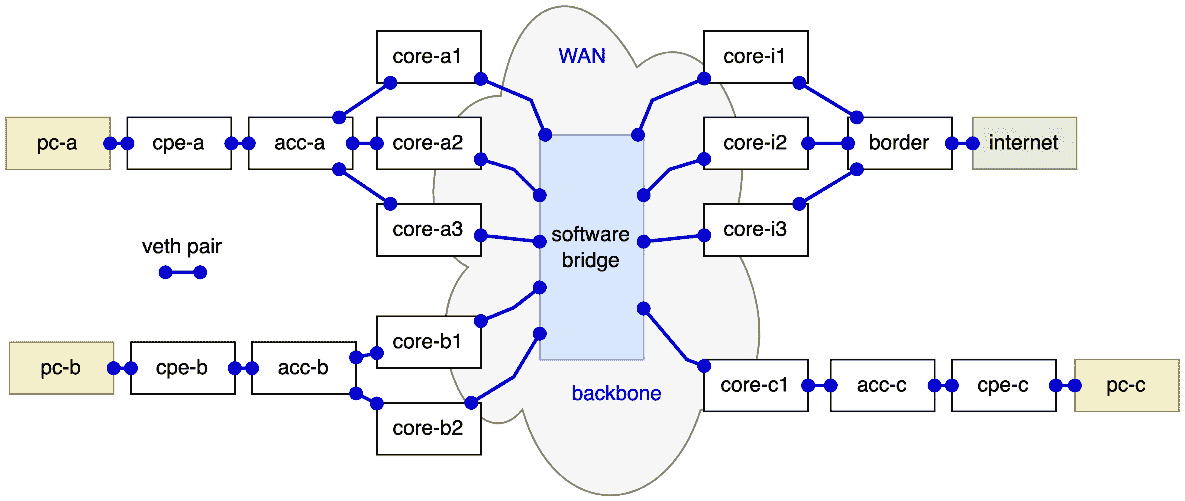 WAN
core-a1
core-i1
pc-a
cpe-a
acc-a
core-a2
core-i2
border
internet
core-a3
software
bridge
core-i3
veth pair
core-b1
pc-b
cpe-b
acc-b
backbone
core-c1
acc-c
cpe-c
pc-c
core-b2